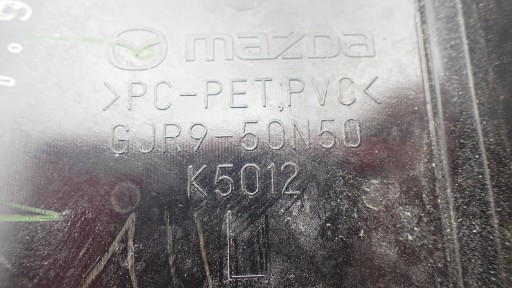 mazda
>PC-PET,PVC<
GJR9-50N50
K5012
L